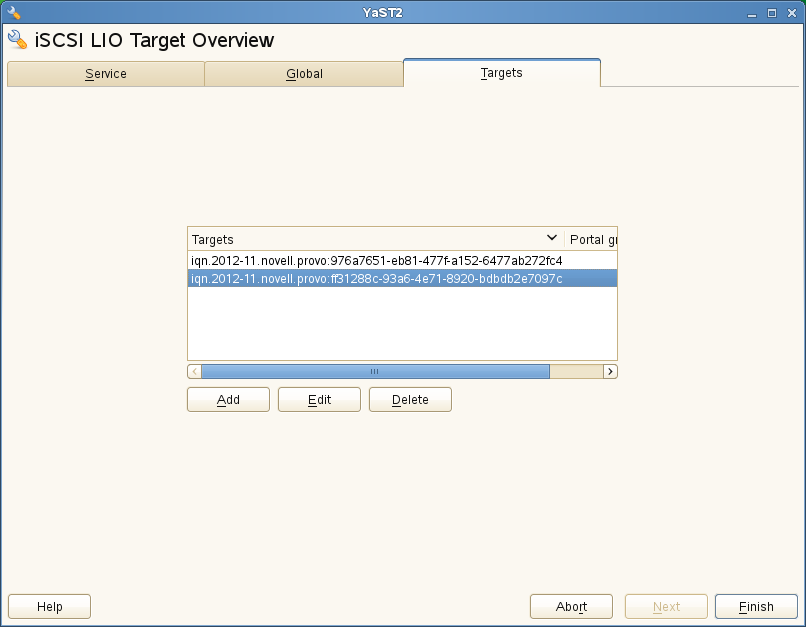 YaST2
iSCSI LIO Target Overview
Service Global Targets
Targets Portal gr
iqn.2012-11.novell.provo:976a7651-eb81-477f-a152-6477ab272fc4
iqn.2012-11.novell.provo:ff31288c-93a6-4e71-8920-bdbdb2e7097c
Add Edit Delete
Help Abort Next Finish